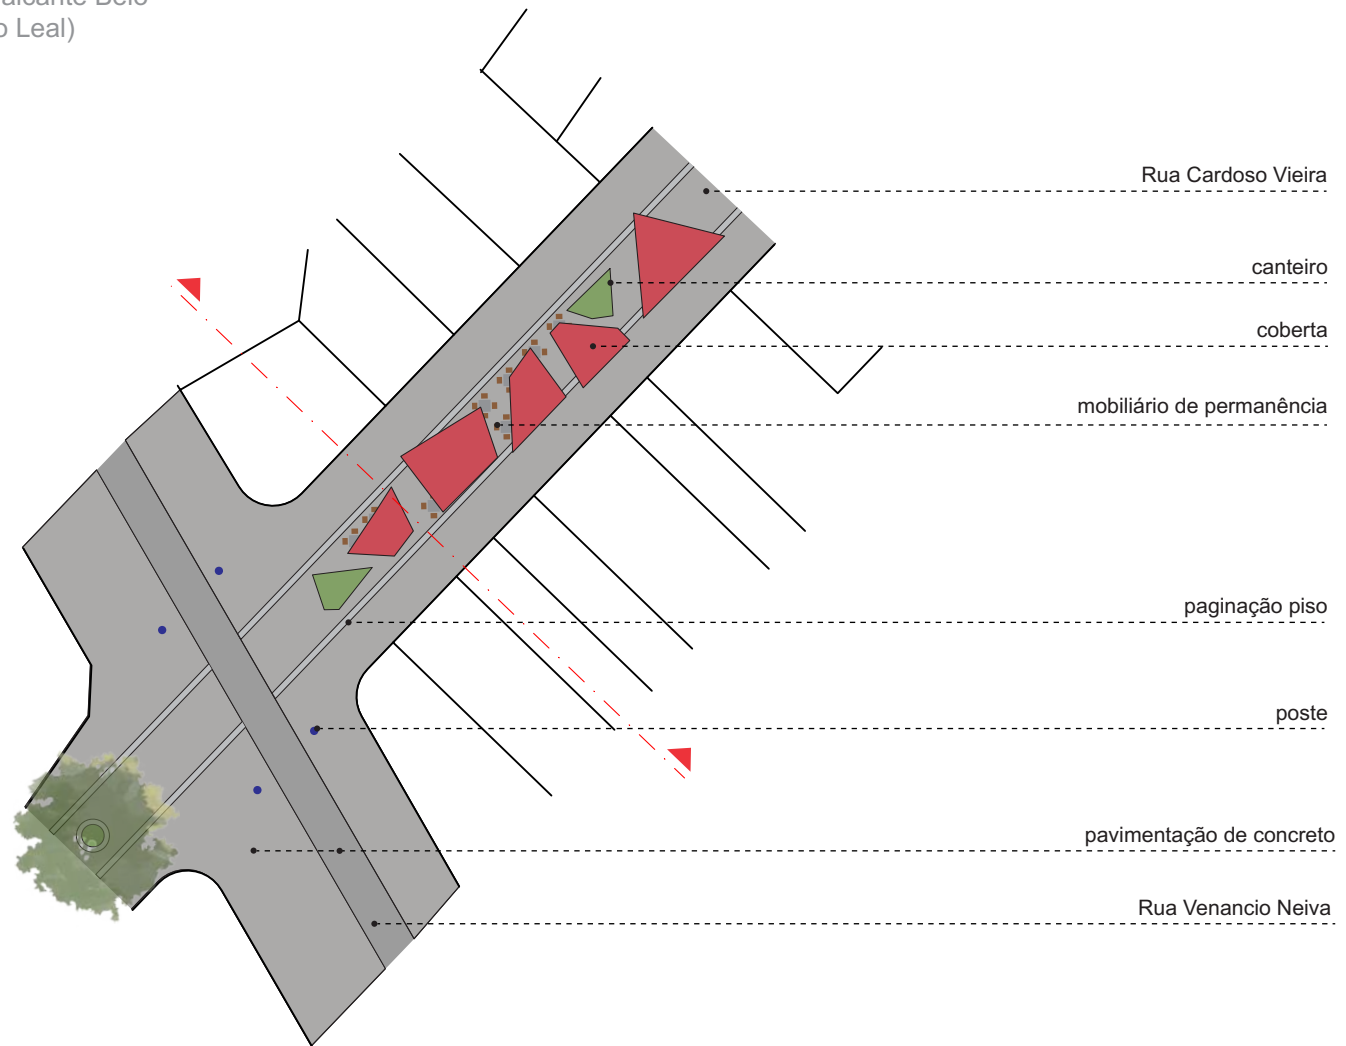 o Leal)
Rua Cardoso Vieira
canteiro
coberta
mobiliário de permanência
paginação piso
poste
pavimentação de concreto
Rua Venancio Neiva